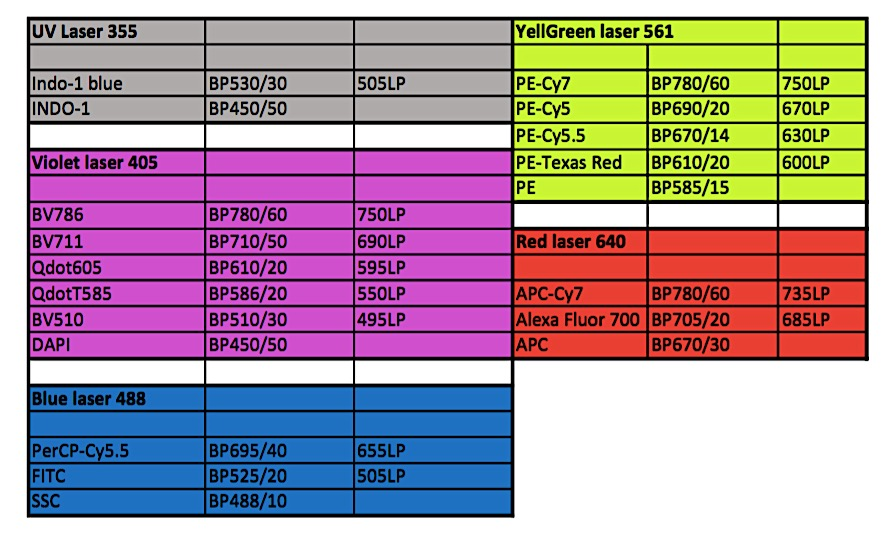 UV Laser 355
Indo-1 blue BP530/30 505LP
INDO-1 BP450/50
Violet laser 405
BV786 BP780/60 750LP
BV711 BP710/50 690LP
Qdot605 BP610/20 595LP
QdotT585 BP586/20 550LP
BV510 BP510/30 495LP
DAPI BP450/50
Blue laser 488
PerCP-Cy5.5 BP695/40 655LP
FITC BP525/20 505LP
SSC BP488/10
YellGreen laser 561
PE-Cy7 BP780/60 750LP
PE-Cy5 BP690/20 670LP
PE-Cy5.5 BP670/14 630LP
PE-Texas Red BP610/20 600LP
PE BP585/15
Red laser 640
APC-Cy7 BP780/60 735LP
Alexa Fluor 700 BP705/20 685LP
APC BP670/30